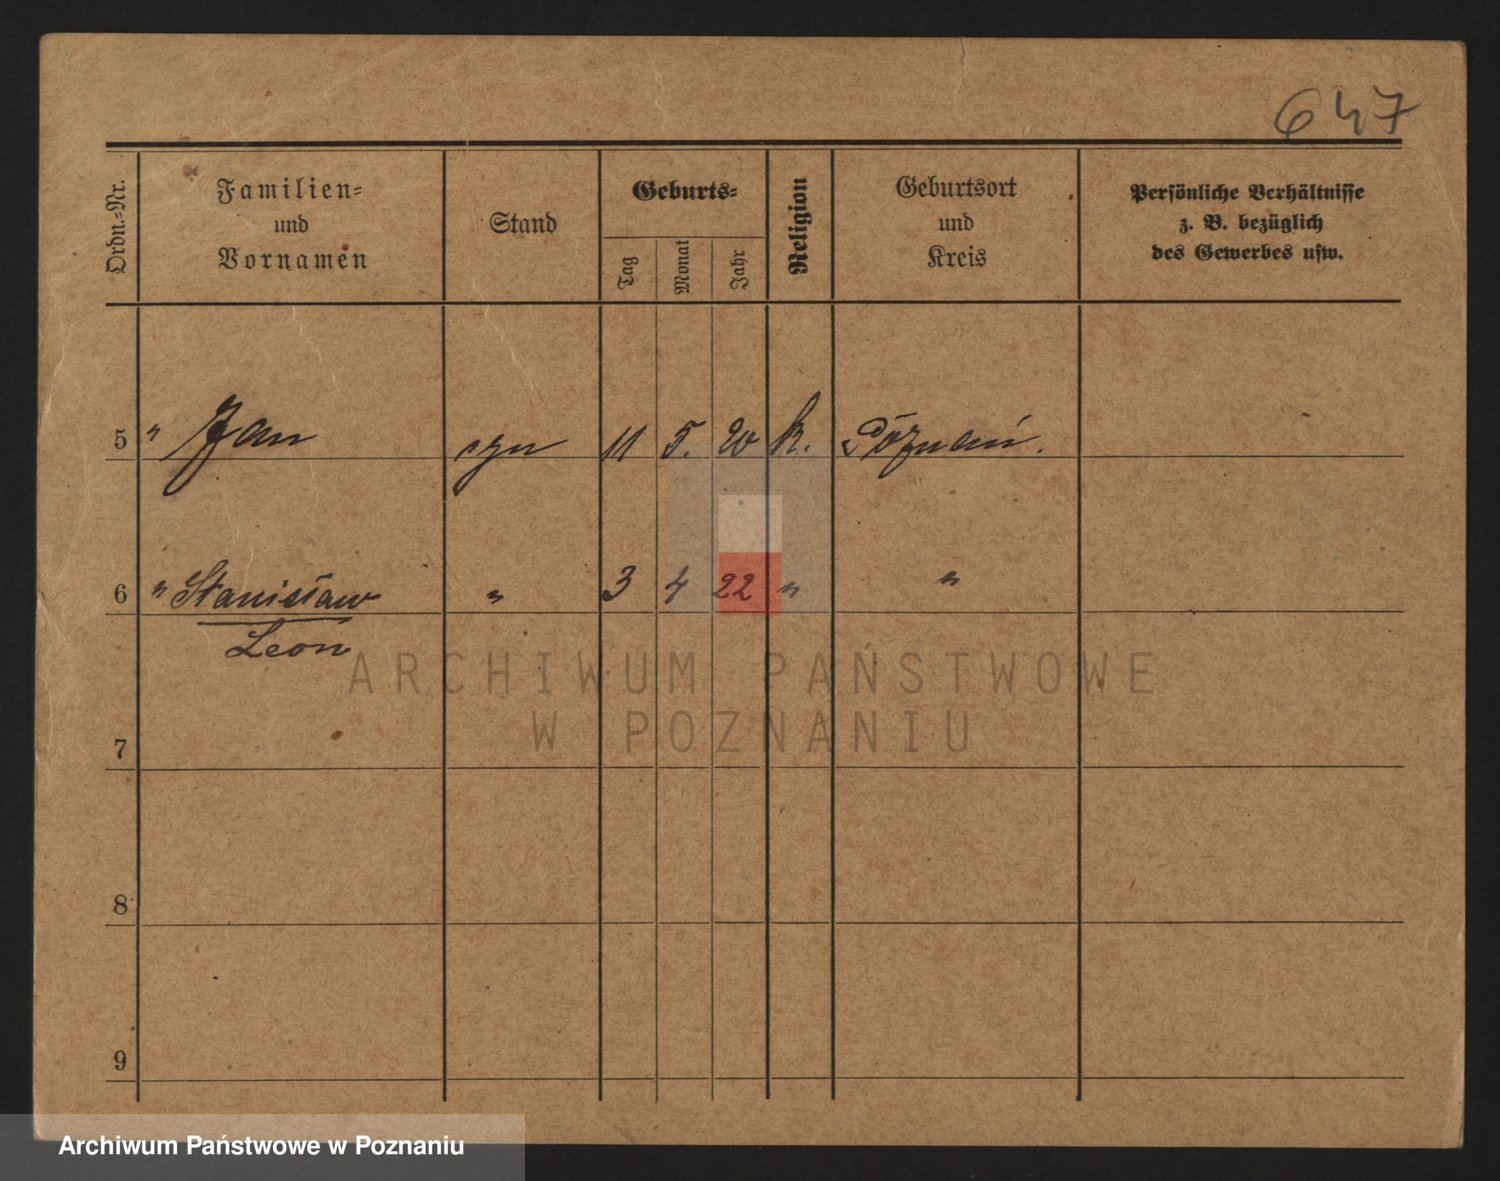 647
Ordn.-Nr.
Familien-
und
Vornamen
Stand
Geburts-
Tag
Monat
Jahr
Religion
Geburtsort
und
Kreis
Persönliche Verhältnisse
z. B. bezüglich
des Gewerbes usw.
5 " Jan syn 11 5. 20 k. Poznań.
6 " Stanisław " 3 4 22 " "
Leon
ARCHIWUM PAŃSTWOWE
W POZNANIU
7
8
9
Archiwum Państwowe w Poznaniu